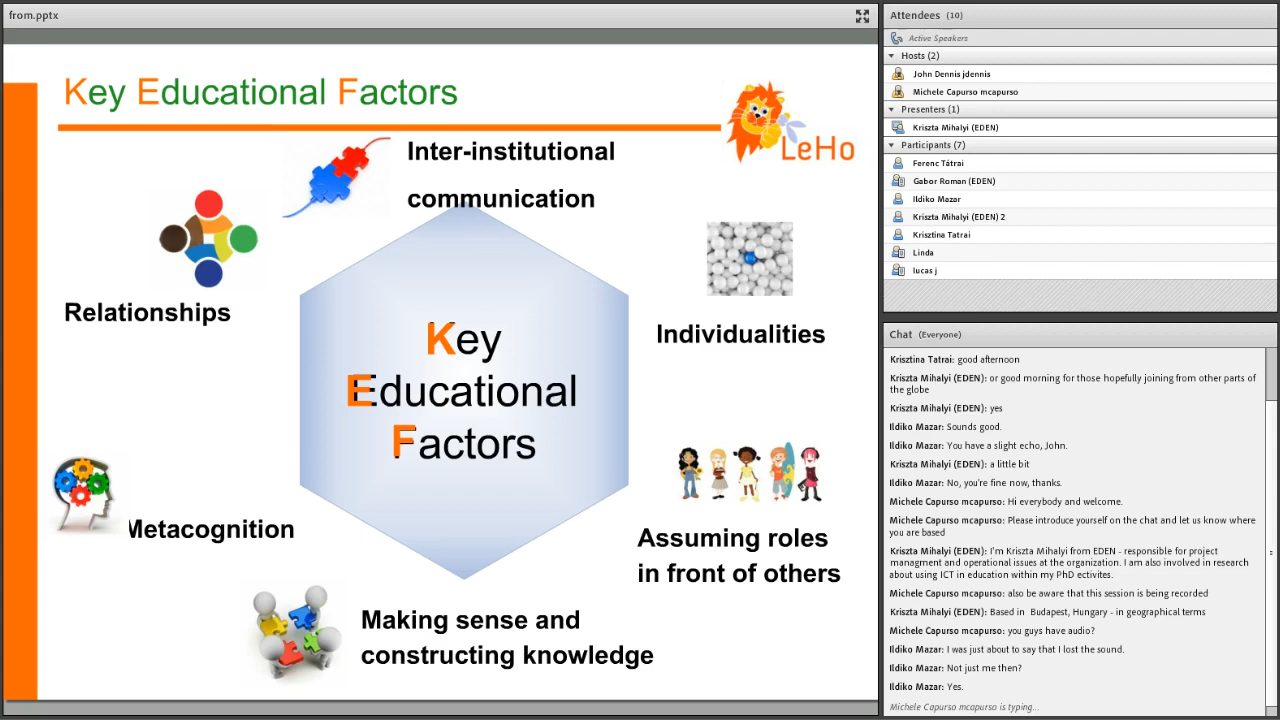 from.pptx
Key Educational Factors
LeHo
Inter-institutional
communication
Relationships
Individualities
Key
Educational
Factors
Metacognition
Assuming roles
in front of others
Making sense and
constructing knowledge
Attendees (10)
Active Speakers
Hosts (2)
John Dennis jdennis
Michele Capurso mcapurso
Presenters (1)
Kriszta Mihalyi (EDEN)
Participants (7)
Ferenc Tátrai
Gabor Roman (EDEN)
Ildiko Mazar
Kriszta Mihalyi (EDEN) 2
Krisztina Tatrai
Linda
lucas j
Chat (Everyone)
Krisztina Tatrai: good afternoon
Kriszta Mihalyi (EDEN): or good morning for those hopefully joining from other parts of
the globe
Kriszta Mihalyi (EDEN): yes
Ildiko Mazar: Sounds good.
Ildiko Mazar: You have a slight echo, John.
Kriszta Mihalyi (EDEN): a little bit
Ildiko Mazar: No, you're fine now, thanks.
Michele Capurso mcapurso: Hi everybody and welcome.
Michele Capurso mcapurso: Please introduce yourself on the chat and let us know where
you are based
Kriszta Mihalyi (EDEN): I'm Kriszta Mihalyi from EDEN - responsible for project
managment and operational issues at the organization. I am also involved in research
about using ICT in education within my PhD ectivites.
Michele Capurso mcapurso: also be aware that this session is being recorded
Kriszta Mihalyi (EDEN): Based in Budapest, Hungary - in geographical terms
Michele Capurso mcapurso: you guys have audio?
Ildiko Mazar: I was just about to say that I lost the sound.
Ildiko Mazar: Not just me then?
Ildiko Mazar: Yes.
Michele Capurso mcapurso is typing...